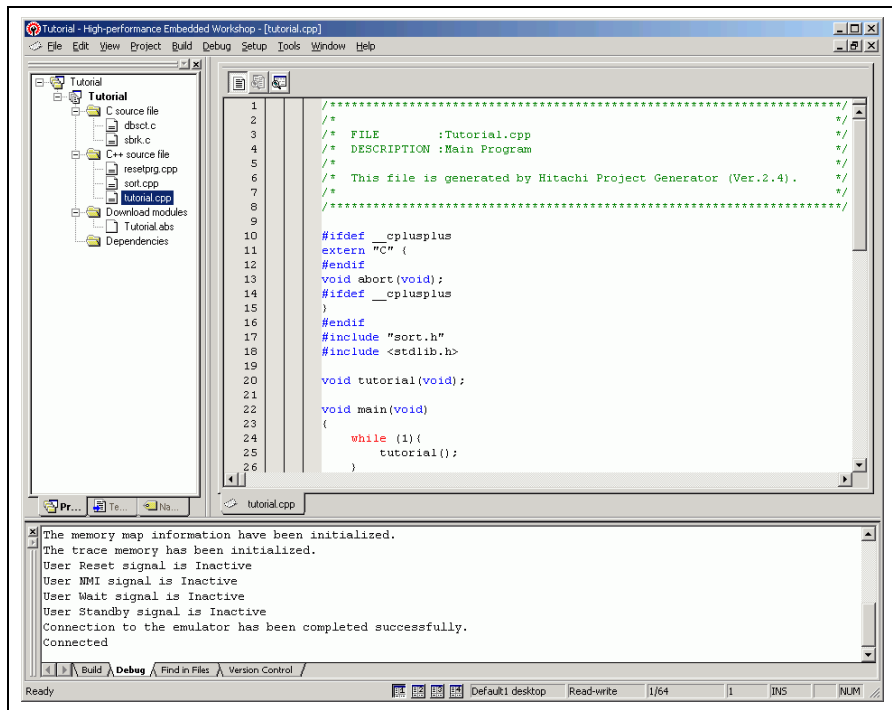 Tutorial - High-performance Embedded Workshop - [tutorial.cpp]
File Edit View Project Build Debug Setup Tools Window Help
Tutorial
Tutorial
C source file
dbsct.c
sbrk.c
C++ source file
resetprg.cpp
sort.cpp
tutorial.cpp
Download modules
Tutorial.abs
Dependencies
Pr... Te... Na...
1 /***********************************************************************/
2 /* */
3 /* FILE :Tutorial.cpp */
4 /* DESCRIPTION :Main Program */
5 /* */
6 /* This file is generated by Hitachi Project Generator (Ver.2.4). */
7 /* */
8 /***********************************************************************/
9
10 #ifdef __cplusplus
11 extern "C" {
12 #endif
13 void abort(void);
14 #ifdef __cplusplus
15 }
16 #endif
17 #include "sort.h"
18 #include <stdlib.h>
19
20 void tutorial(void);
21
22 void main(void)
23 {
24 while (1){
25 tutorial();
26 }
tutorial.cpp
The memory map information have been initialized.
The trace memory has been initialized.
User Reset signal is Inactive
User NMI signal is Inactive
User Wait signal is Inactive
User Standby signal is Inactive
Connection to the emulator has been completed successfully.
Connected
Build Debug Find in Files Version Control
Ready 1 2 3 4 Default1 desktop Read-write 1/64 1 INS NUM